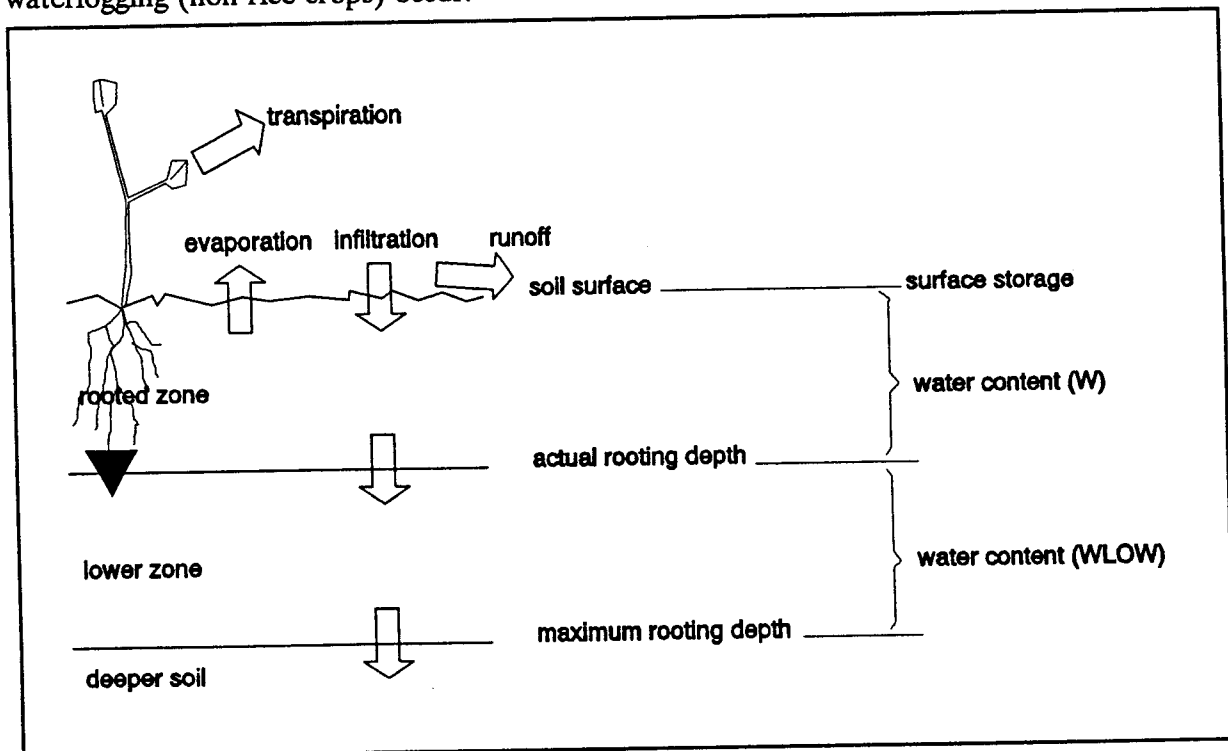 waterlogging (non-rice crops) occur.
transpiration
evaporation infiltration runoff
soil surface surface storage
rooted zone water content (W)
actual rooting depth
lower zone water content (WLOW)
maximum rooting depth
deeper soil